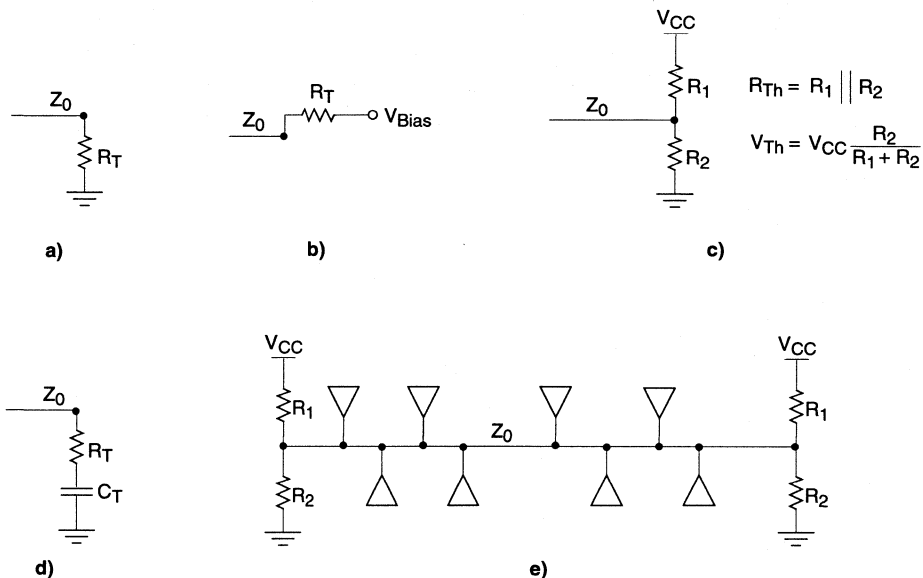 Z0
RT
a)
RT
Z0
VBias
b)
VCC
R1
Z0
R2
RTh = R1 || R2
VTh = VCC R2 / R1 + R2
c)
Z0
RT
CT
d)
VCC
R1
R2
Z0
VCC
R1
R2
e)